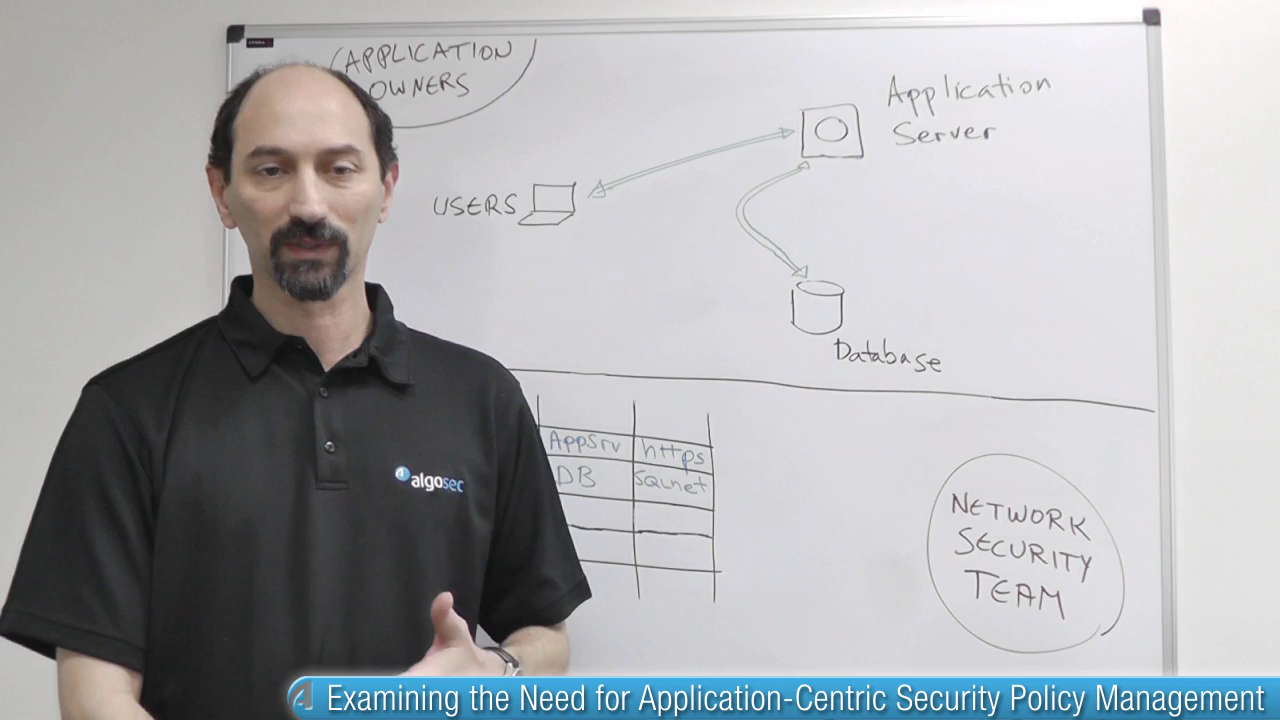 APPLICATION
OWNERS
Application
Server
USERS
Database
AppSrv https
DB SQLnet
algosec
NETWORK
SECURITY
TEAM
Examining the Need for Application-Centric Security Policy Management